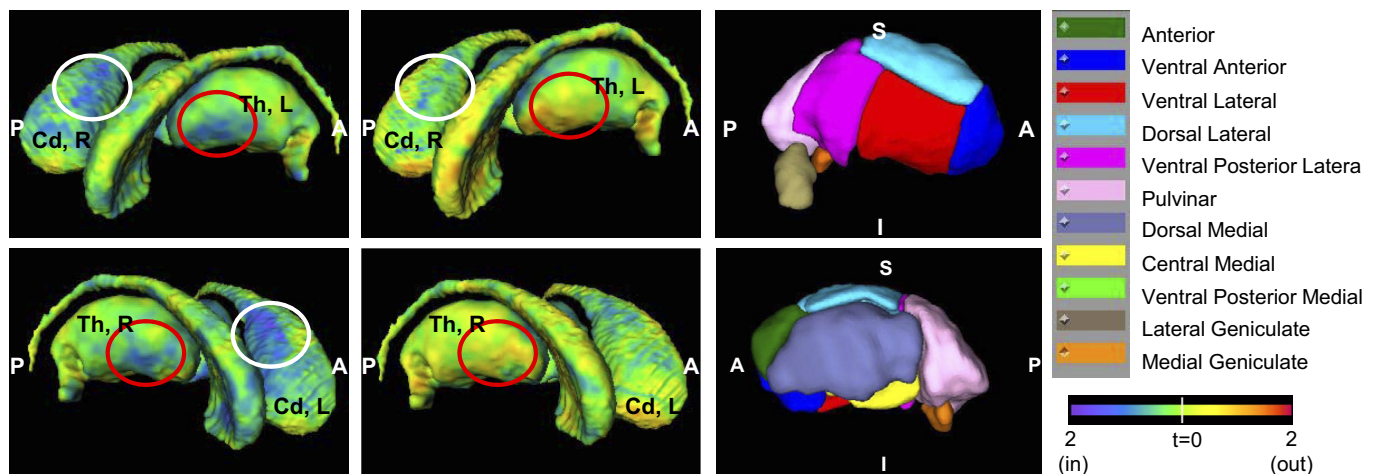 P
Cd, R
Th, L
Cd, R
Th, L
A
S
P
A
I
Anterior
Ventral Anterior
Ventral Lateral
Dorsal Lateral
Ventral Posterior Latera
Pulvinar
Dorsal Medial
Central Medial
Ventral Posterior Medial
Lateral Geniculate
Medial Geniculate
P
Th, R
Cd, L
A
Th, R
Cd, L
A
S
A
P
I
2
t=0
2
(in)
(out)
A
P
P